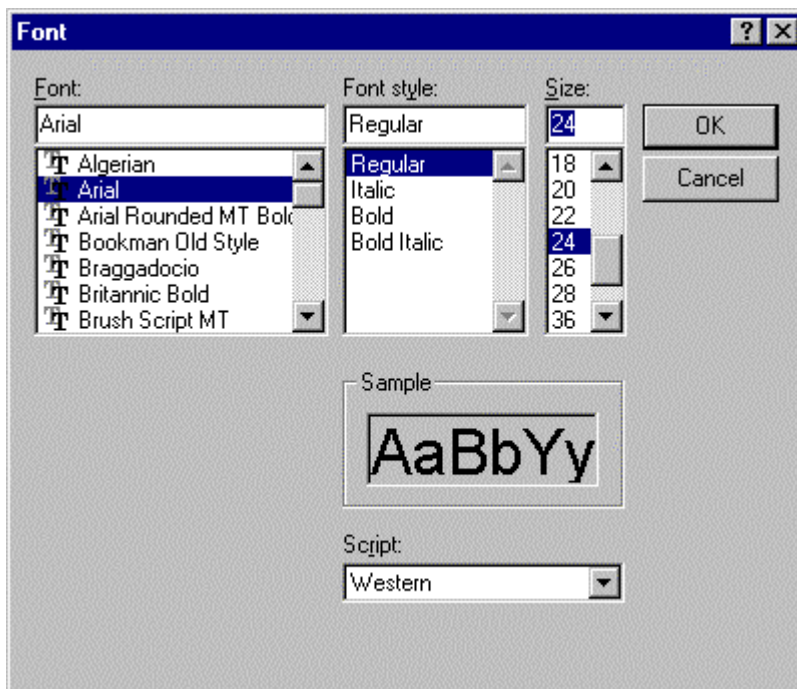 Font
Font:
Arial
Algerian
Arial
Arial Rounded MT Bold
Bookman Old Style
Braggadocio
Britannic Bold
Brush Script MT
Font style:
Regular
Regular
Italic
Bold
Bold Italic
Size:
24
18
20
22
24
26
28
36
OK
Cancel
Sample
AaBbYy
Script:
Western